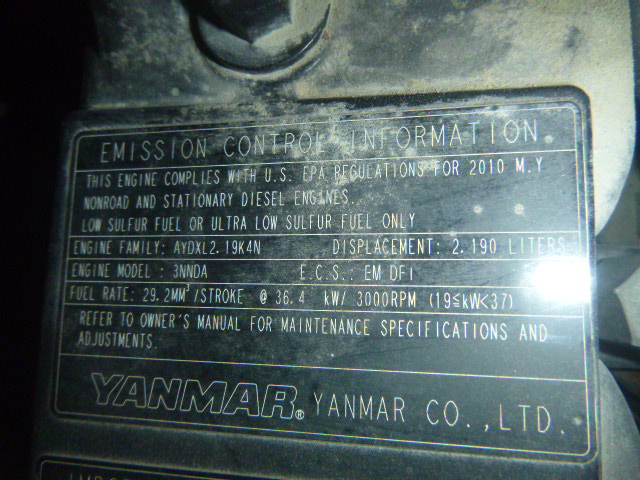 EMISSION CONTROL INFORMATION
THIS ENGINE COMPLIES WITH U.S. EPA REGULATIONS FOR 2010 M.Y
NONROAD AND STATIONARY DIESEL ENGINES.
LOW SULFUR FUEL OR ULTRA LOW SULFUR FUEL ONLY
ENGINE FAMILY: AYDXL2.19K4N DISPLACEMENT: 2.190 LITERS
ENGINE MODEL : 3NNDA E.C.S.: EM DFI
FUEL RATE: 29.2MM³/STROKE @ 36.4 kW/ 3000RPM (19≦kW<37)
REFER TO OWNER'S MANUAL FOR MAINTENANCE SPECIFICATIONS AND
ADJUSTMENTS.
YANMAR® YANMAR CO.,LTD.